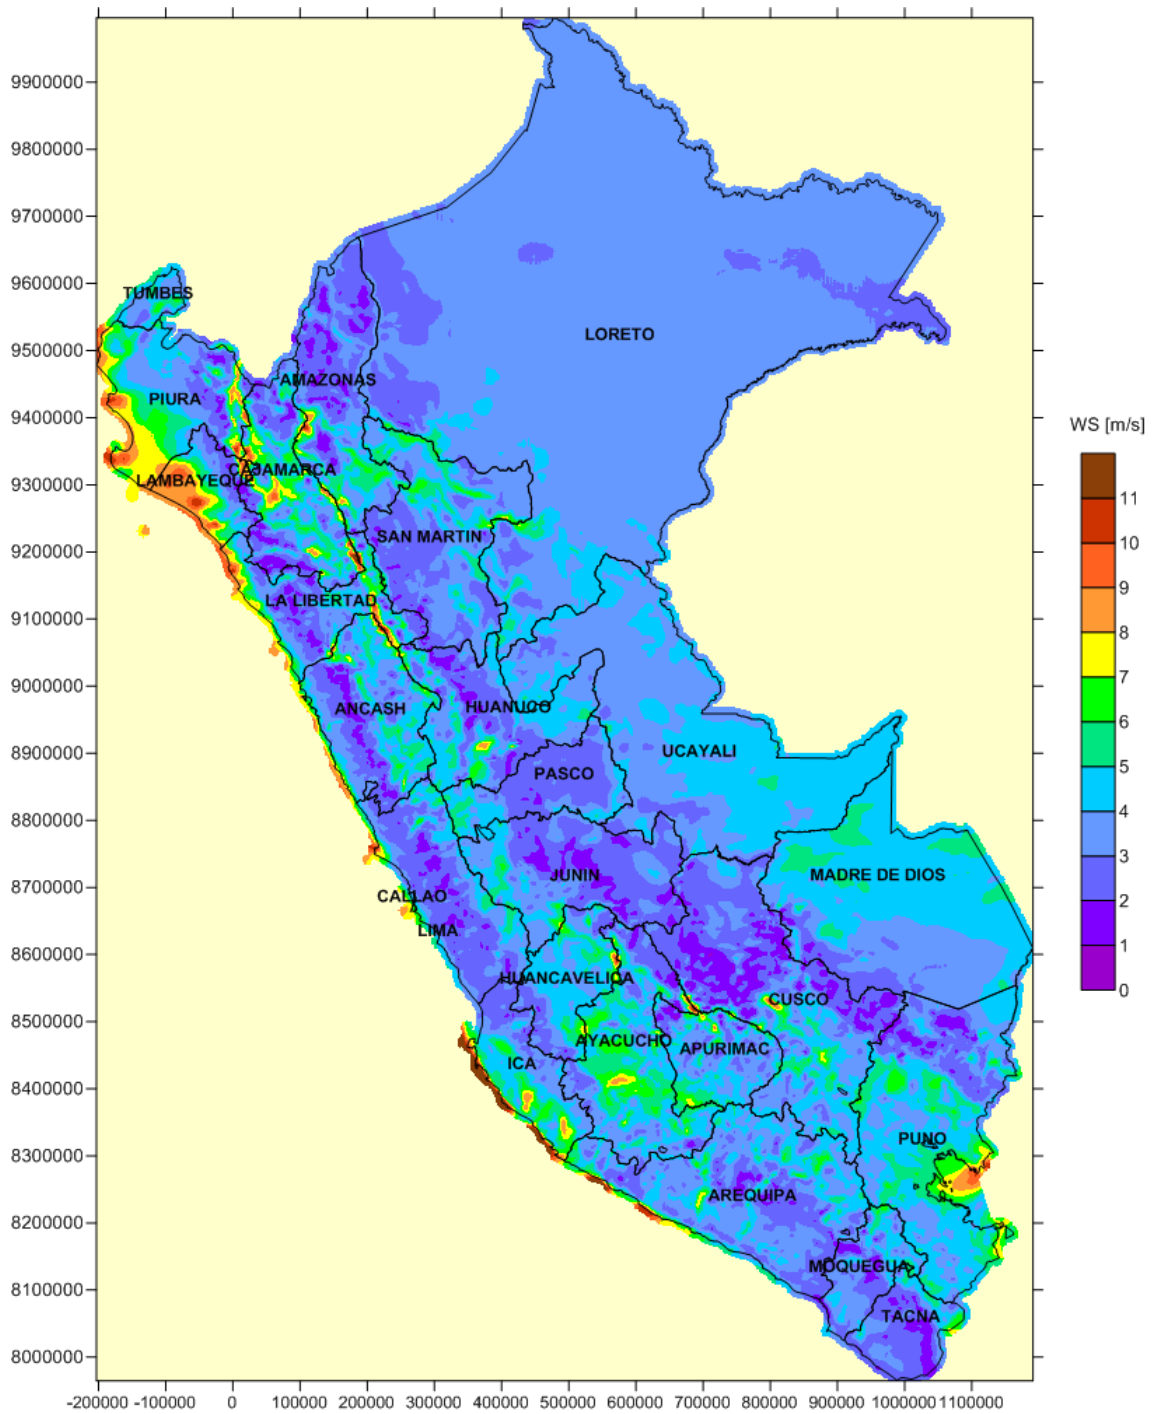 9900000
9800000
9700000
9600000
9500000
9400000
9300000
9200000
9100000
9000000
8900000
8800000
8700000
8600000
8500000
8400000
8300000
8200000
8100000
8000000
-200000 -100000 0 100000 200000 300000 400000 500000 600000 700000 800000 900000 1000000 1100000
TUMBES
LORETO
AMAZONAS
PIURA
CAJAMARCA
LAMBAYEQUE
SAN MARTIN
LA LIBERTAD
ANCASH
HUANUCO
UCAYALI
PASCO
JUNIN
MADRE DE DIOS
CALLAO
LIMA
HUANCAVELICA
CUSCO
AYACUCHO
APURIMAC
ICA
PUNO
AREQUIPA
MOQUEGUA
TACNA
WS [m/s]
11
10
9
8
7
6
5
4
3
2
1
0